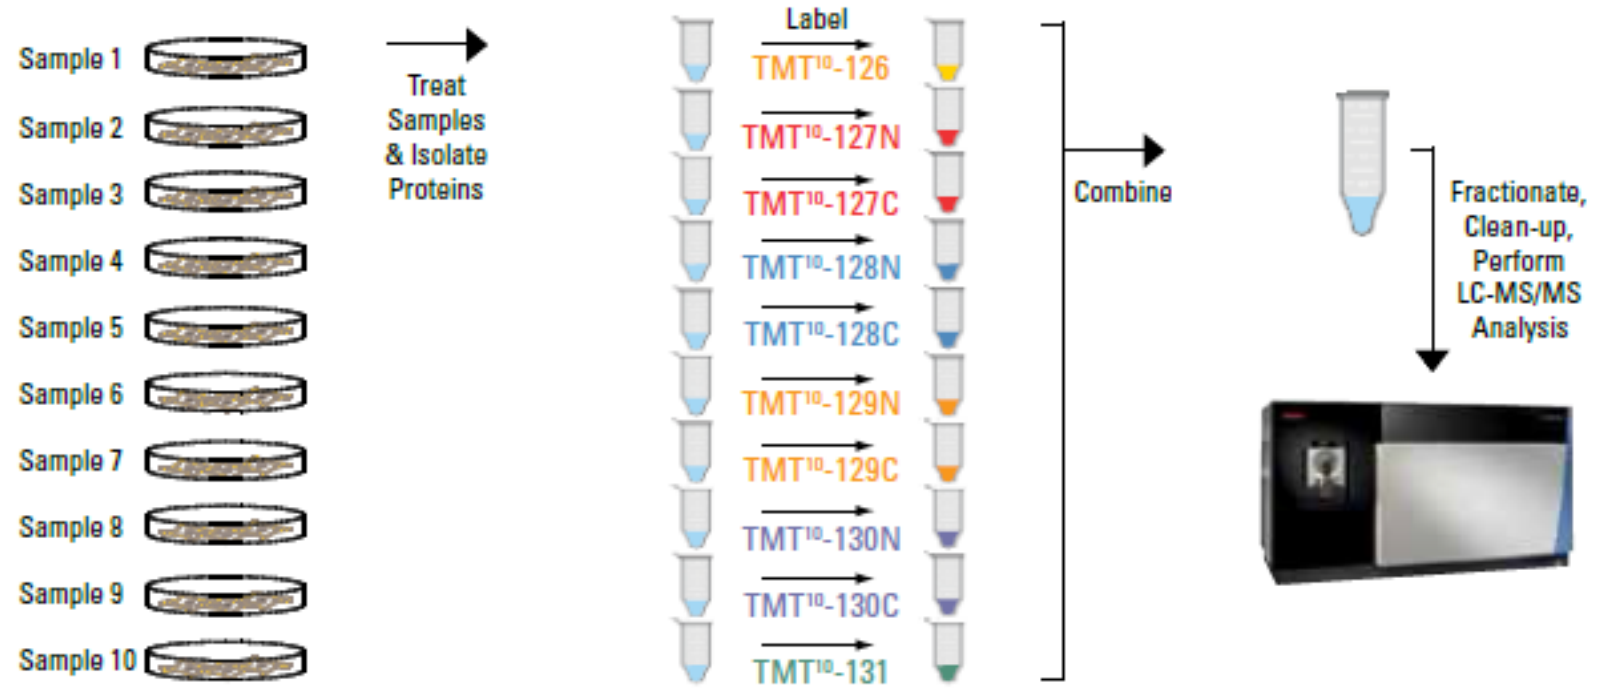 Sample 1
Sample 2
Sample 3
Sample 4
Sample 5
Sample 6
Sample 7
Sample 8
Sample 9
Sample 10
Treat
Samples
& Isolate
Proteins
Label
TMT¹⁰-126
TMT¹⁰-127N
TMT¹⁰-127C
TMT¹⁰-128N
TMT¹⁰-128C
TMT¹⁰-129N
TMT¹⁰-129C
TMT¹⁰-130N
TMT¹⁰-130C
TMT¹⁰-131
Combine
Fractionate,
Clean-up,
Perform
LC-MS/MS
Analysis